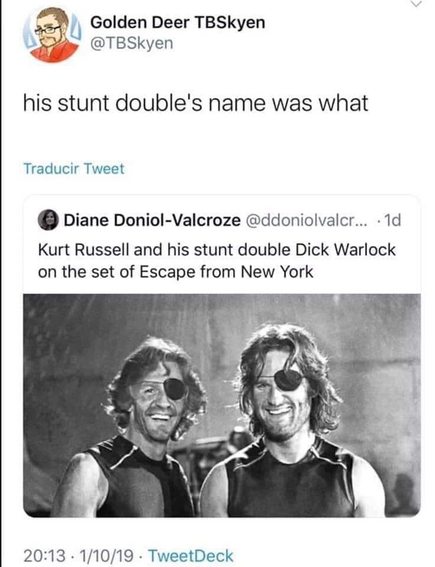 Golden Deer TBSkyen
@TBSkyen
his stunt double's name was what
Traducir Tweet
Diane Doniol-Valcroze @ddoniolvalcr... · 1d
Kurt Russell and his stunt double Dick Warlock
on the set of Escape from New York
20:13 · 1/10/19 · TweetDeck